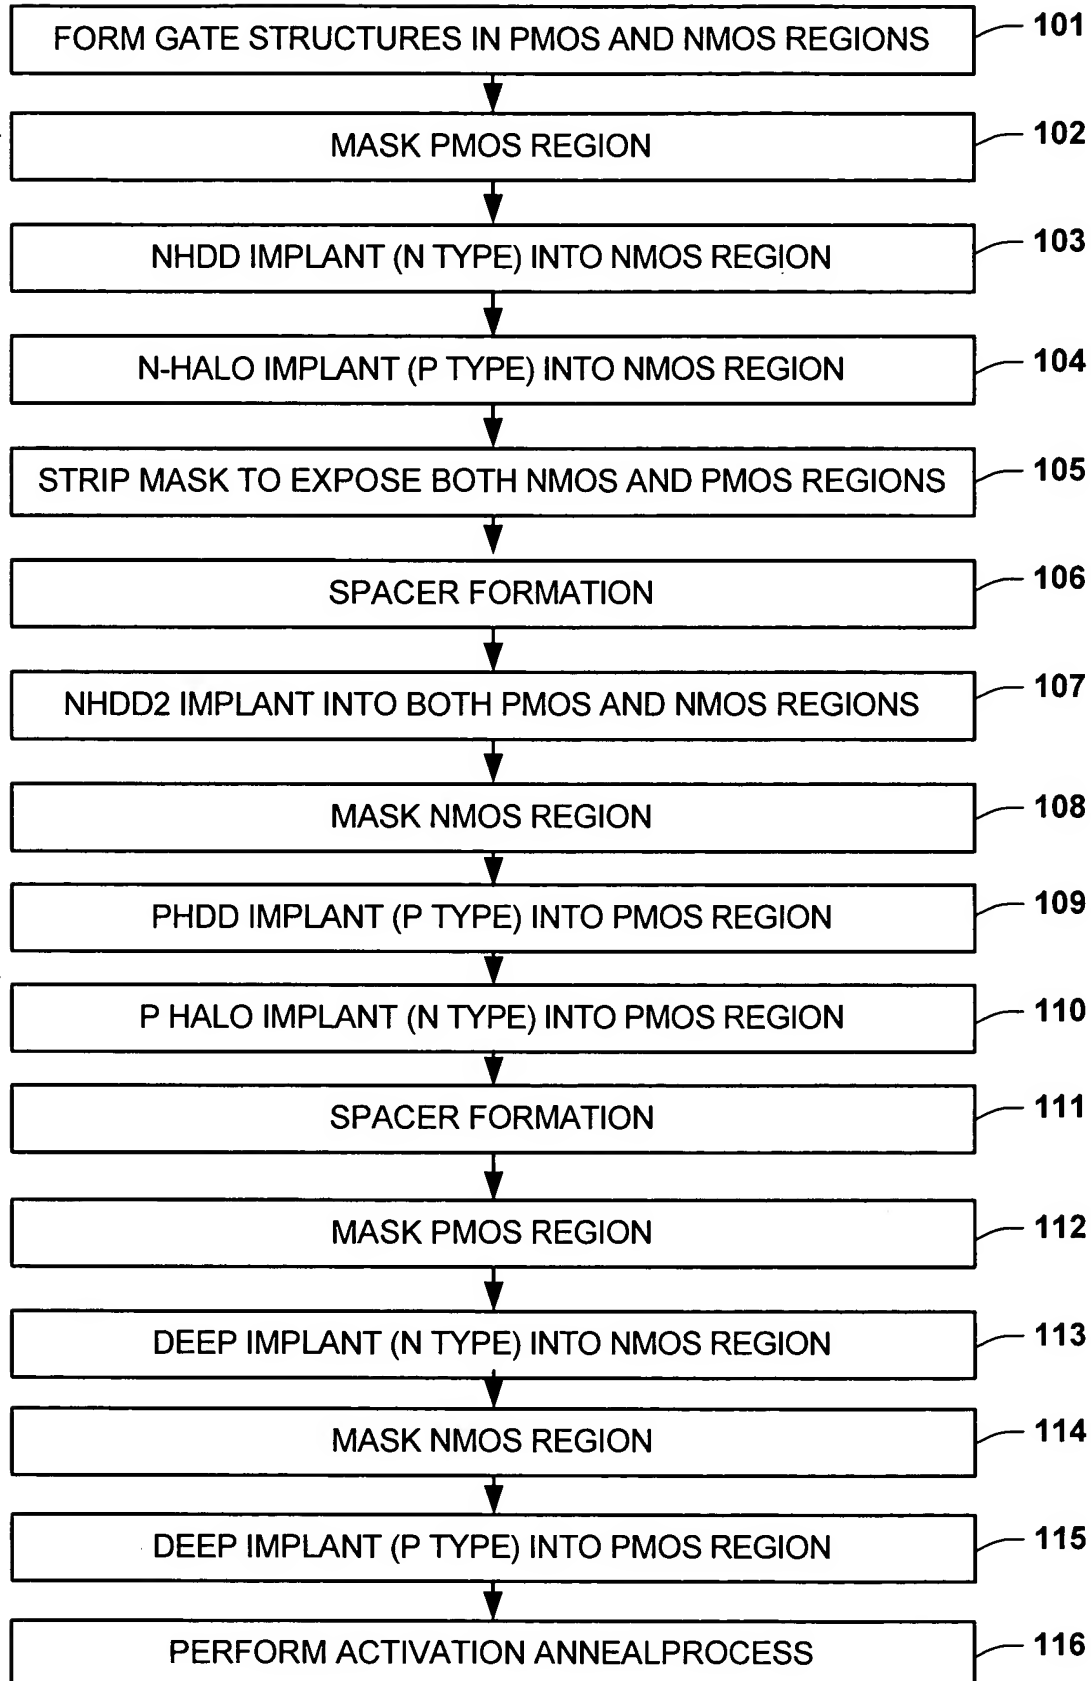 FORM GATE STRUCTURES IN PMOS AND NMOS REGIONS 101
MASK PMOS REGION 102
NHDD IMPLANT (N TYPE) INTO NMOS REGION 103
N-HALO IMPLANT (P TYPE) INTO NMOS REGION 104
STRIP MASK TO EXPOSE BOTH NMOS AND PMOS REGIONS 105
SPACER FORMATION 106
NHDD2 IMPLANT INTO BOTH PMOS AND NMOS REGIONS 107
MASK NMOS REGION 108
PHDD IMPLANT (P TYPE) INTO PMOS REGION 109
P HALO IMPLANT (N TYPE) INTO PMOS REGION 110
SPACER FORMATION 111
MASK PMOS REGION 112
DEEP IMPLANT (N TYPE) INTO NMOS REGION 113
MASK NMOS REGION 114
DEEP IMPLANT (P TYPE) INTO PMOS REGION 115
PERFORM ACTIVATION ANNEALPROCESS 116